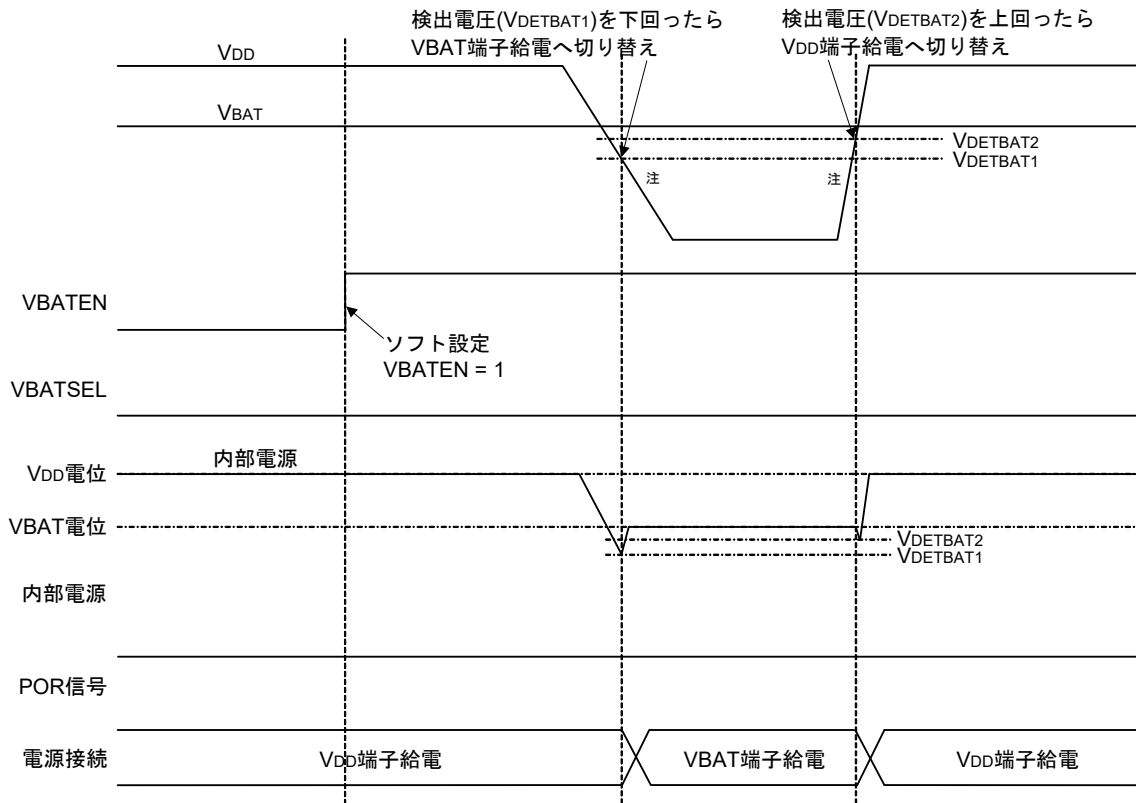 検出電圧(VDETBAT1)を下回ったら
VBAT端子給電へ切り替え
検出電圧(VDETBAT2)を上回ったら
VDD端子給電へ切り替え
VDD
VBAT
VDETBAT2
VDETBAT1
注
注
VBATEN
ソフト設定
VBATEN = 1
VBATSEL
内部電源
VDD電位
VBAT電位
VDETBAT2
VDETBAT1
内部電源
POR信号
電源接続
VDD端子給電
VBAT端子給電
VDD端子給電